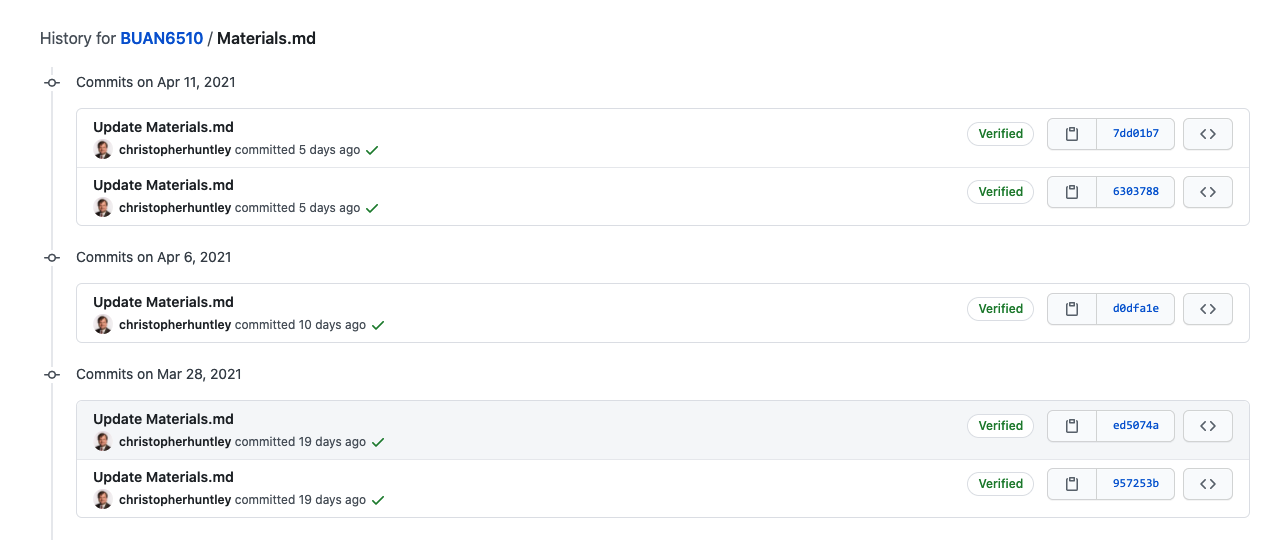 History for BUAN6510 / Materials.md
Commits on Apr 11, 2021
Update Materials.md
christopherhuntley committed 5 days ago
Verified
7dd01b7
Update Materials.md
christopherhuntley committed 5 days ago
Verified
6303788
Commits on Apr 6, 2021
Update Materials.md
christopherhuntley committed 10 days ago
Verified
d0dfa1e
Commits on Mar 28, 2021
Update Materials.md
christopherhuntley committed 19 days ago
Verified
ed5074a
Update Materials.md
christopherhuntley committed 19 days ago
Verified
957253b